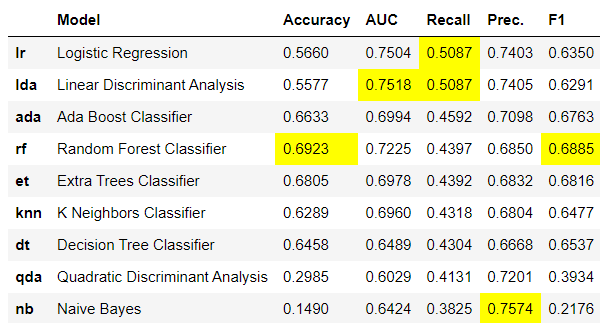 Model Accuracy AUC Recall Prec. F1
lr Logistic Regression 0.5660 0.7504 0.5087 0.7403 0.6350
lda Linear Discriminant Analysis 0.5577 0.7518 0.5087 0.7405 0.6291
ada Ada Boost Classifier 0.6633 0.6994 0.4592 0.7098 0.6763
rf Random Forest Classifier 0.6923 0.7225 0.4397 0.6850 0.6885
et Extra Trees Classifier 0.6805 0.6978 0.4392 0.6832 0.6816
knn K Neighbors Classifier 0.6289 0.6960 0.4318 0.6804 0.6477
dt Decision Tree Classifier 0.6458 0.6489 0.4304 0.6668 0.6537
qda Quadratic Discriminant Analysis 0.2985 0.6029 0.4131 0.7201 0.3934
nb Naive Bayes 0.1490 0.6424 0.3825 0.7574 0.2176